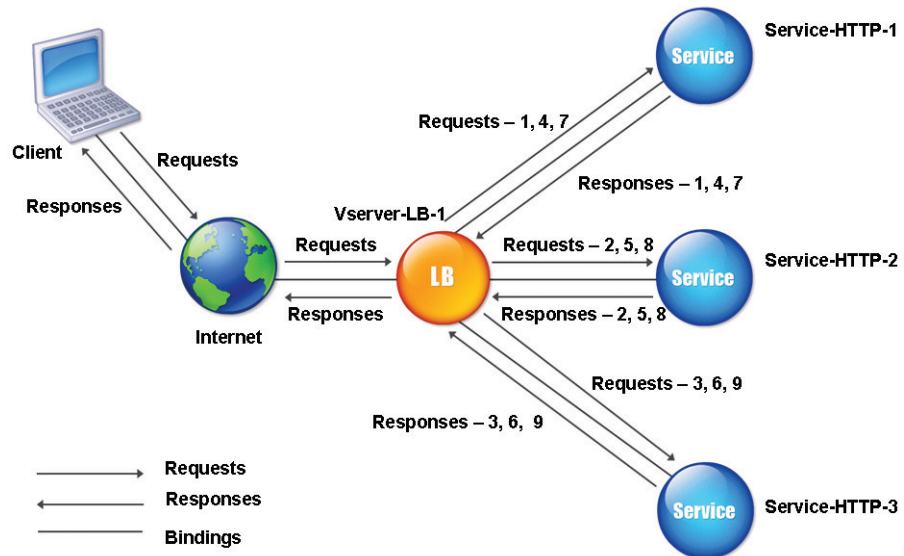 Service
Service-HTTP-1
Client
Requests
Responses
Requests – 1, 4, 7
Responses – 1, 4, 7
Vserver-LB-1
LB
Requests
Responses
Internet
Requests – 2, 5, 8
Responses – 2, 5, 8
Service
Service-HTTP-2
Requests – 3, 6, 9
Responses – 3, 6, 9
Service
Service-HTTP-3
Requests
Responses
Bindings